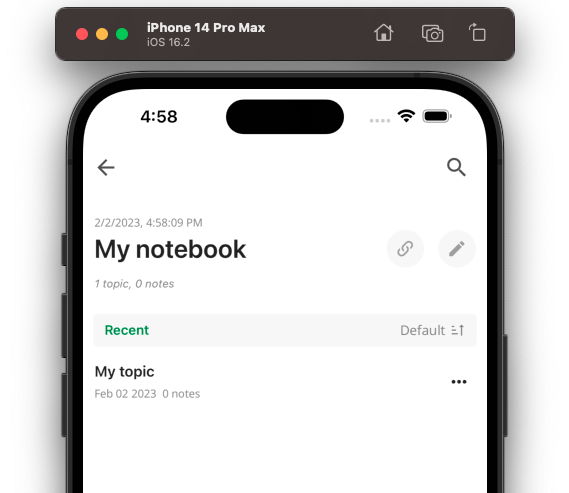 iPhone 14 Pro Max
iOS 16.2
4:58
2/2/2023, 4:58:09 PM
My notebook
1 topic, 0 notes
Recent Default
My topic
Feb 02 2023 0 notes